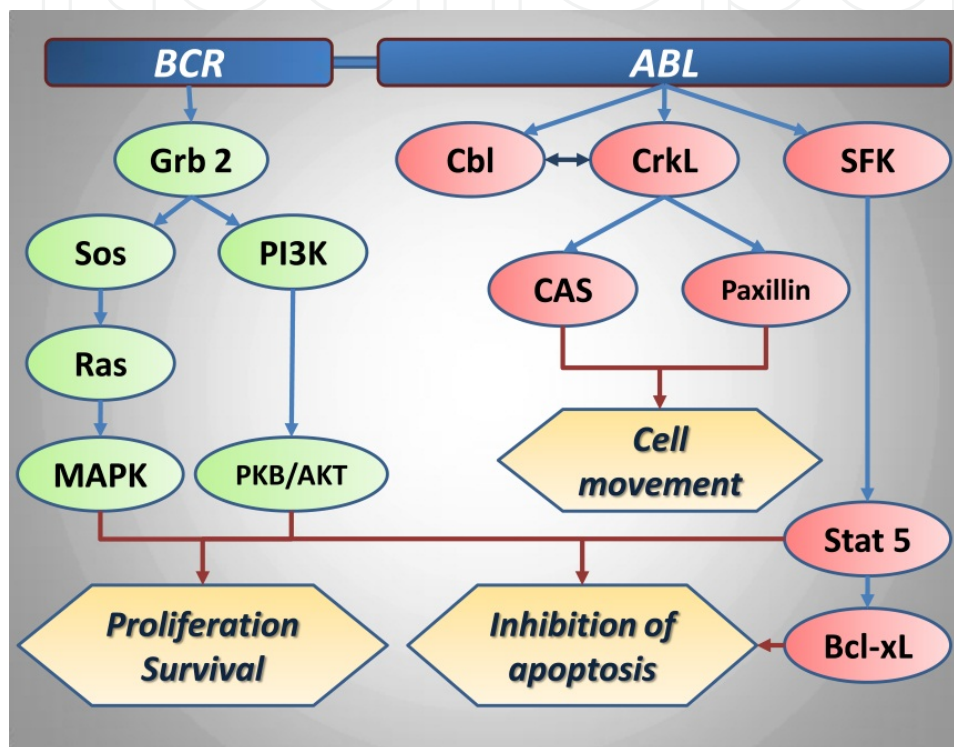 BCR
ABL
Grb 2
Cbl
CrkL
SFK
Sos
PI3K
CAS
Paxillin
Ras
Cell
movement
MAPK
PKB/AKT
Stat 5
Proliferation
Survival
Inhibition of
apoptosis
Bcl-xL